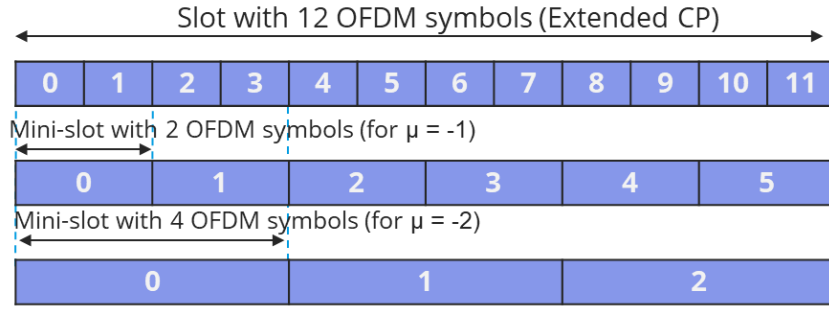 Slot with 12 OFDM symbols (Extended CP)
0 1 2 3 4 5 6 7 8 9 10 11
Mini-slot with 2 OFDM symbols (for μ = -1)
0 1 2 3 4 5
Mini-slot with 4 OFDM symbols (for μ = -2)
0 1 2